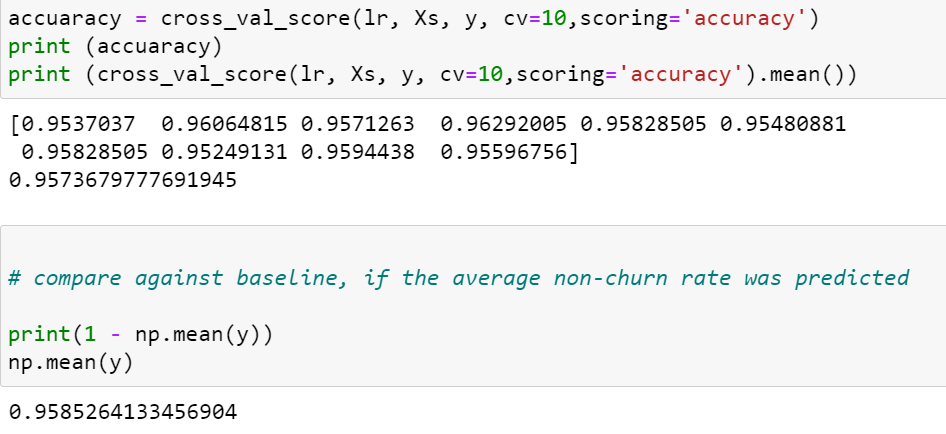 accuaracy = cross_val_score(lr, Xs, y, cv=10,scoring='accuracy')
print (accuaracy)
print (cross_val_score(lr, Xs, y, cv=10,scoring='accuracy').mean())
[0.9537037  0.96064815 0.9571263  0.96292005 0.95828505 0.95480881
 0.95828505 0.95249131 0.9594438  0.95596756]
0.9573679777691945
# compare against baseline, if the average non-churn rate was predicted
print(1 - np.mean(y))
np.mean(y)
0.9585264133456904